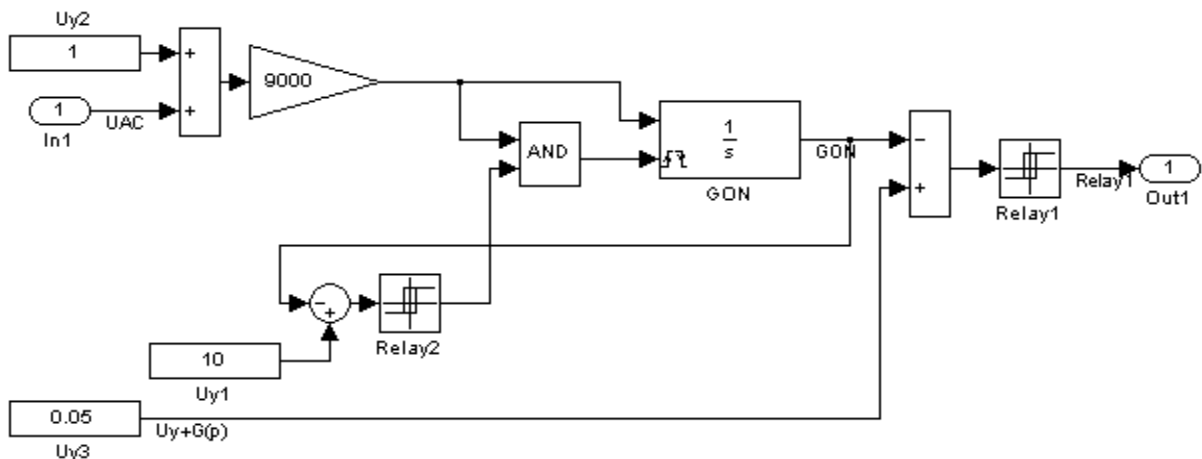 Uy2
1
+
+
1
In1
UAC
9000
AND
1
s
GON
GON
-
+
Relay1
Relay1
1
Out1
-
+
Relay2
10
Uy1
0.05
Uy3
Uy+G(p)